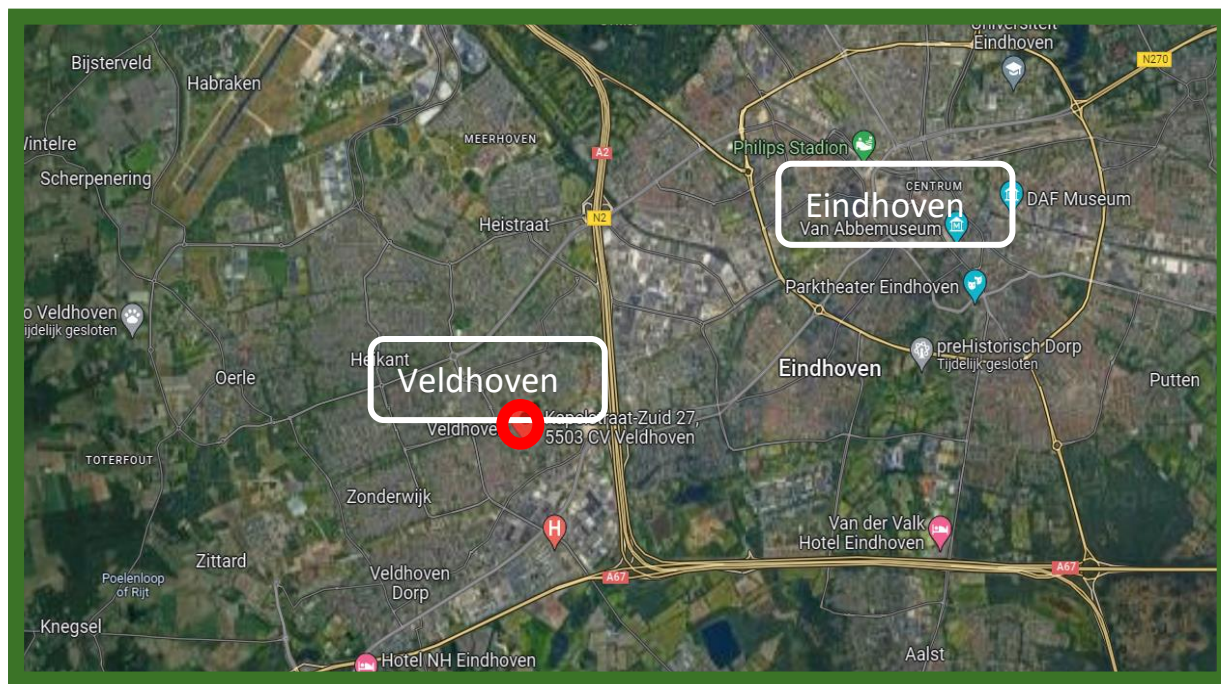 Universiteit
Eindhoven
N270
Bijsterveld
Habraken
MEERHOVEN
A2
Philips Stadion
Scherpenering
CENTRUM
Eindhoven
DAF Museum
N2
Heistraat
Van Abbemuseum
Parktheater Eindhoven
o Veldhoven
ijdelijk gesloten
preHistorisch Dorp
Tijdelijk gesloten
Heikant
Veldhoven
Oerle
Eindhoven
Putten
Kapelstraat-Zuid 27,
5503 CV Veldhoven
TOTERFOUT
Zonderwijk
Van der Valk
Hotel Eindhoven
H
Zittard
Veldhoven
Dorp
A67
A67
Poelenloop
of Rijt
Knegsel
Hotel NH Eindhoven
Aalst